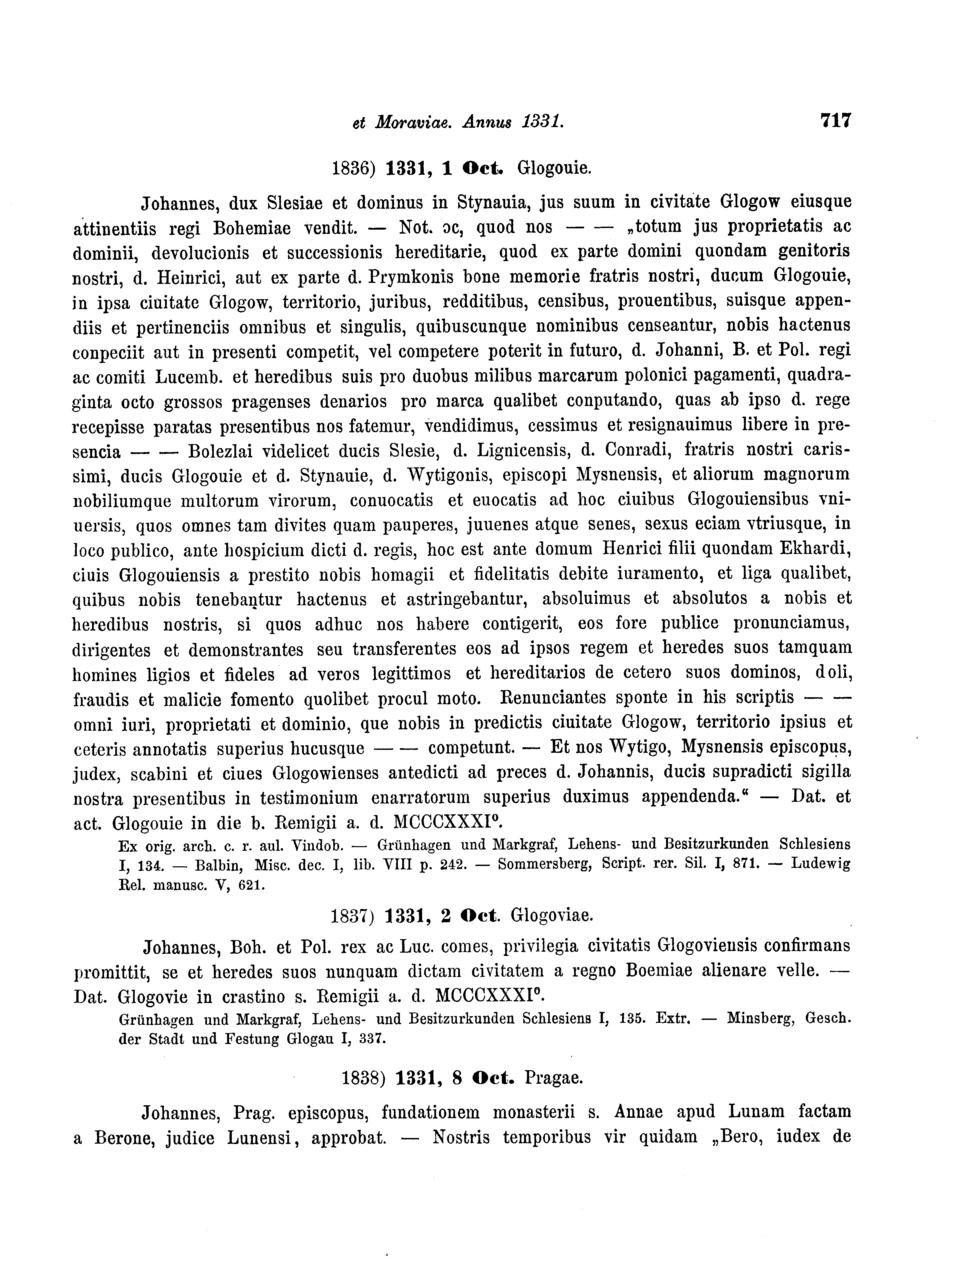 et Moraviae. Annus 1331. 717
1836) 1331, 1 Oct. Glogouie.
Johannes, dux Slesiae et dominus in Stynauia, jus suum in civitate Glogow eiusque
attinentiis regi Bohemiae vendit. — Not. ɔc, quod nos — — „totum jus proprietatis ac
dominii, devolucionis et successionis hereditarie, quod ex parte domini quondam genitoris
nostri, d. Heinrici, aut ex parte d. Prymkonis bone memorie fratris nostri, ducum Glogouie,
in ipsa ciuitate Glogow, territorio, juribus, redditibus, censibus, prouentibus, suisque appen-
diis et pertinenciis omnibus et singulis, quibuscunque nominibus censeantur, nobis hactenus
conpeciit aut in presenti competit, vel competere poterit in futuro, d. Johanni, B. et Pol. regi
ac comiti Lucemb. et heredibus suis pro duobus milibus marcarum polonici pagamenti, quadra-
ginta octo grossos pragenses denarios pro marca qualibet conputando, quas ab ipso d. rege
recepisse paratas presentibus nos fatemur, vendidimus, cessimus et resignauimus libere in pre-
sencia — — Bolezlai videlicet ducis Slesie, d. Lignicensis, d. Conradi, fratris nostri caris-
simi, ducis Glogouie et d. Stynauie, d. Wytigonis, episcopi Mysnensis, et aliorum magnorum
nobiliumque multorum virorum, conuocatis et euocatis ad hoc ciuibus Glogouiensibus vni-
uersis, quos omnes tam divites quam pauperes, juuenes atque senes, sexus eciam vtriusque, in
loco publico, ante hospicium dicti d. regis, hoc est ante domum Henrici filii quondam Ekhardi,
ciuis Glogouiensis a prestito nobis homagii et fidelitatis debite iuramento, et liga qualibet,
quibus nobis tenebantur hactenus et astringebantur, absoluimus et absolutos a nobis et
heredibus nostris, si quos adhuc nos habere contigerit, eos fore publice pronunciamus,
dirigentes et demonstrantes seu transferentes eos ad ipsos regem et heredes suos tamquam
homines ligios et fideles ad veros legittimos et hereditarios de cetero suos dominos, doli,
fraudis et malicie fomento quolibet procul moto. Renunciantes sponte in his scriptis — —
omni iuri, proprietati et dominio, que nobis in predictis ciuitate Glogow, territorio ipsius et
ceteris annotatis superius hucusque — — competunt. — Et nos Wytigo, Mysnensis episcopus,
judex, scabini et ciues Glogowienses antedicti ad preces d. Johannis, ducis supradicti sigilla
nostra presentibus in testimonium enarratorum superius duximus appendenda.“ — Dat. et
act. Glogouie in die b. Remigii a. d. MCCCXXXI⁰.
Ex orig. arch. c. r. aul. Vindob. — Grünhagen und Markgraf, Lehens- und Besitzurkunden Schlesiens
I, 134. — Balbin, Misc. dec. I, lib. VIII p. 242. — Sommersberg, Script. rer. Sil. I, 871. — Ludewig
Rel. manusc. V, 621.
1837) 1331, 2 Oct. Glogoviae.
Johannes, Boh. et Pol. rex ac Luc. comes, privilegia civitatis Glogoviensis confirmans
promittit, se et heredes suos nunquam dictam civitatem a regno Boemiae alienare velle. —
Dat. Glogovie in crastino s. Remigii a. d. MCCCXXXI⁰.
Grünhagen und Markgraf, Lehens- und Besitzurkunden Schlesiens I, 135. Extr. — Minsberg, Gesch.
der Stadt und Festung Glogau I, 337.
1838) 1331, 8 Oct. Pragae.
Johannes, Prag. episcopus, fundationem monasterii s. Annae apud Lunam factam
a Berone, judice Lunensi, approbat. — Nostris temporibus vir quidam „Bero, iudex de